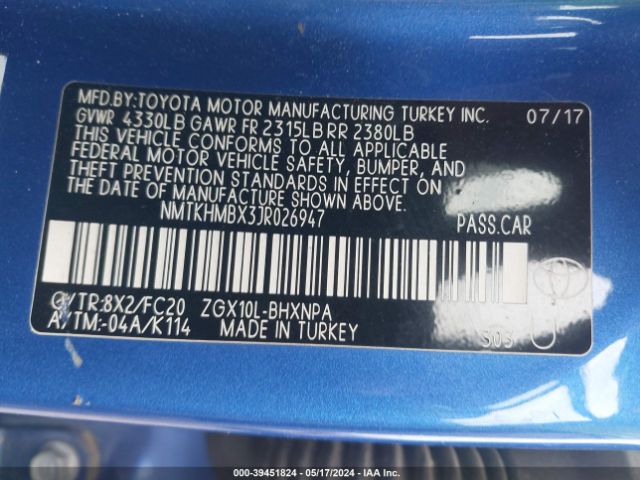 MFD.BY:TOYOTA MOTOR MANUFACTURING TURKEY INC. 07/17
GVWR 4330LB GAWR FR 2315LB RR 2380LB
THIS VEHICLE CONFORMS TO ALL APPLICABLE
FEDERAL MOTOR VEHICLE SAFETY, BUMPER, AND
THEFT PREVENTION STANDARDS IN EFFECT ON
THE DATE OF MANUFACTURE SHOWN ABOVE.
NMTKHMBX3JR026947 PASS.CAR
C/TR:8X2/FC20 ZGX10L-BHXNPA
A/TM:-04A/K114 MADE IN TURKEY 303
000-39451824 | 05/17/2024 | IAA Inc.